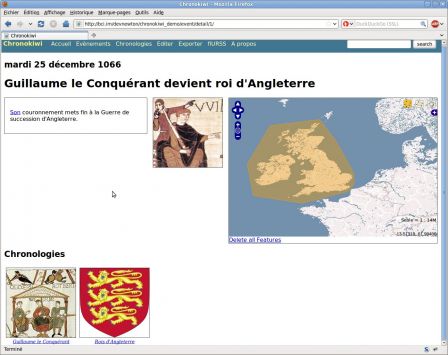 Chronokiwi - Mozilla Firefox
Fichier Édition Affichage Historique Marque-pages Outils Aide
http://bci.im/devnewton/chronokiwi_demo/event/detail/1/
DuckDuckGo (SSL)
Chronokiwi
Chronokiwi Accueil Evènements Chronologies Editer Exporter fluRSS A propos search
mardi 25 décembre 1066
Guillaume le Conquérant devient roi d'Angleterre
Son couronnement mets fin à la Guerre de
succession d'Angleterre.
VVILL
Scale = 1 : 14M
Delete all Features
Chronologies
Guillaume le Conquérant Rois d'Angleterre
Terminé